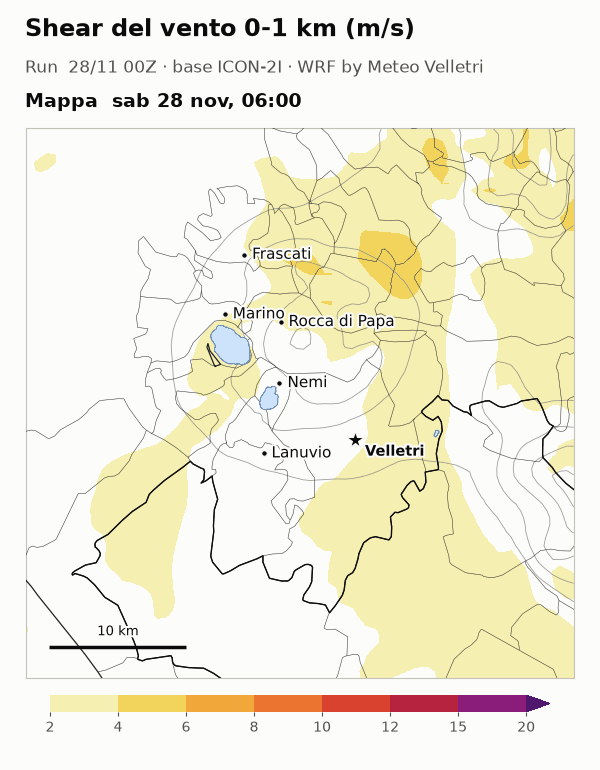 Shear del vento 0-1 km (m/s)
Run  28/11 00Z · base ICON-2I · WRF by Meteo Velletri
Mappa  sab 28 nov, 06:00
Frascati
Marino
Rocca di Papa
Nemi
Velletri
Lanuvio
10 km
2 4 6 8 10 12 15 20